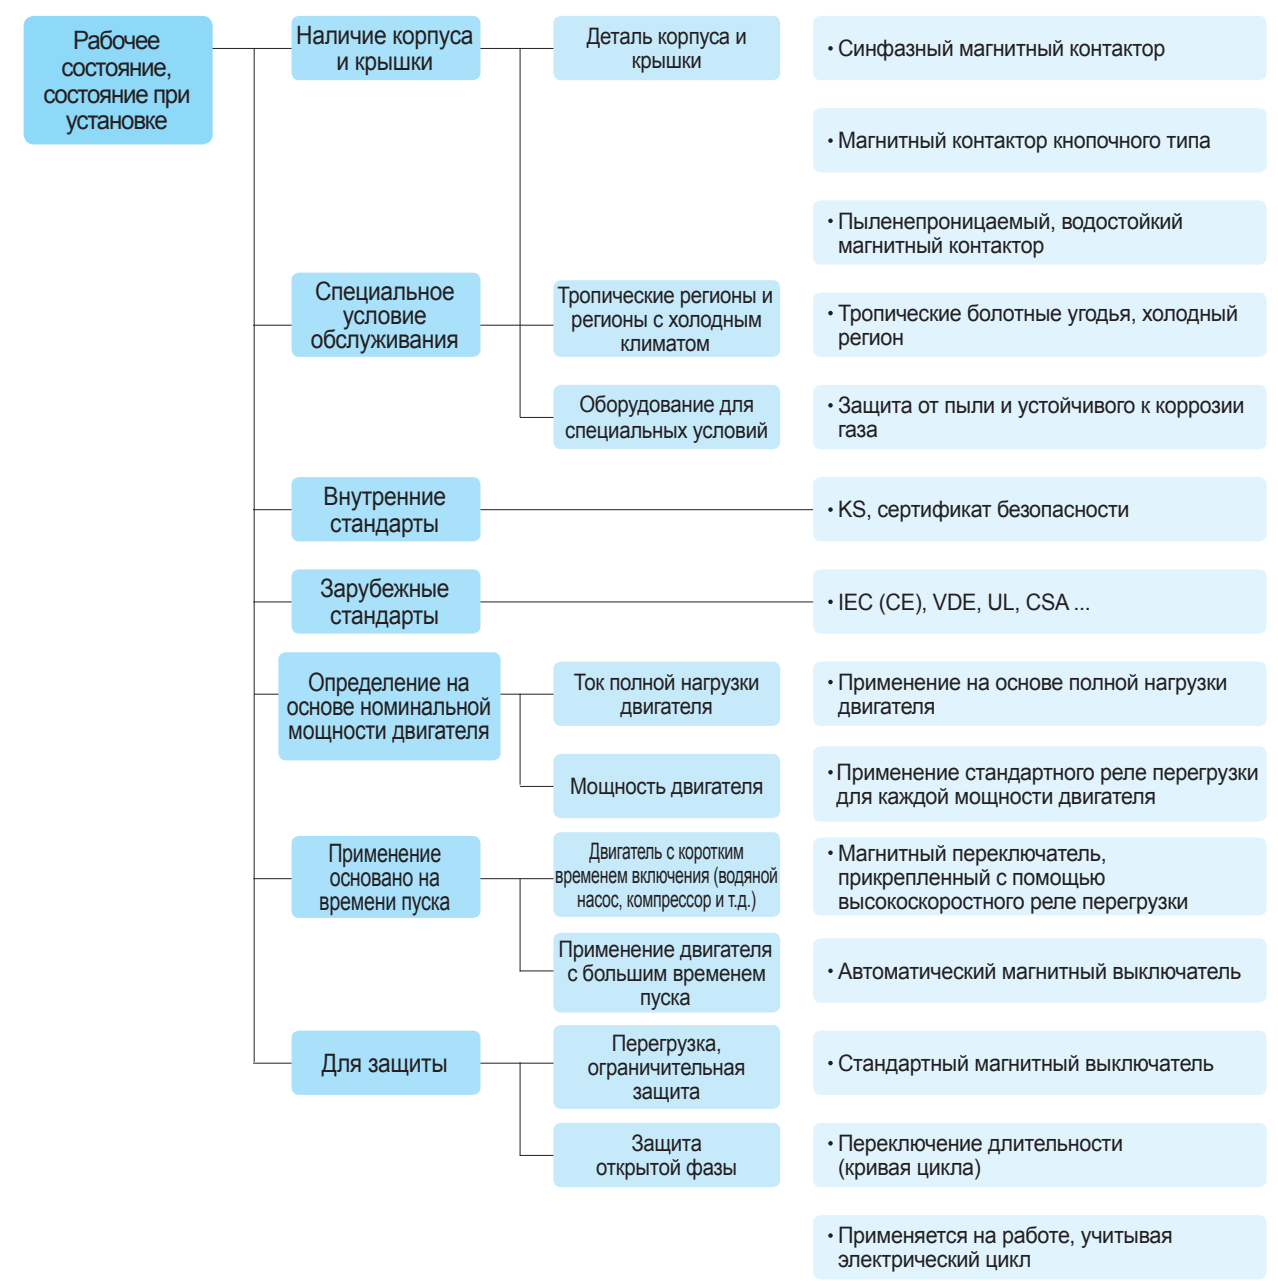 Рабочее
состояние,
состояние при
установке
Наличие корпуса
и крышки
Деталь корпуса и
крышки
• Синфазный магнитный контактор
• Магнитный контактор кнопочного типа
• Пыленепроницаемый, водостойкий
магнитный контактор
Специальное
условие
обслуживания
Тропические регионы и
регионы с холодным
климатом
• Тропические болотные угодья, холодный
регион
Оборудование для
специальных условий
• Защита от пыли и устойчивого к коррозии
газа
Внутренние
стандарты
• KS, сертификат безопасности
Зарубежные
стандарты
• IEC (CE), VDE, UL, CSA ...
Определение на
основе номинальной
мощности двигателя
Ток полной нагрузки
двигателя
• Применение на основе полной нагрузки
двигателя
Мощность двигателя
• Применение стандартного реле перегрузки
для каждой мощности двигателя
Применение
основано на
времени пуска
Двигатель с коротким
временем включения (водяной
насос, компрессор и т.д.)
• Магнитный переключатель,
прикрепленный с помощью
высокоскоростного реле перегрузки
Применение двигателя
с большим временем
пуска
• Автоматический магнитный выключатель
Для защиты
Перегрузка,
ограничительная
защита
• Стандартный магнитный выключатель
Защита
открытой фазы
• Переключение длительности
(кривая цикла)
• Применяется на работе, учитывая
электрический цикл